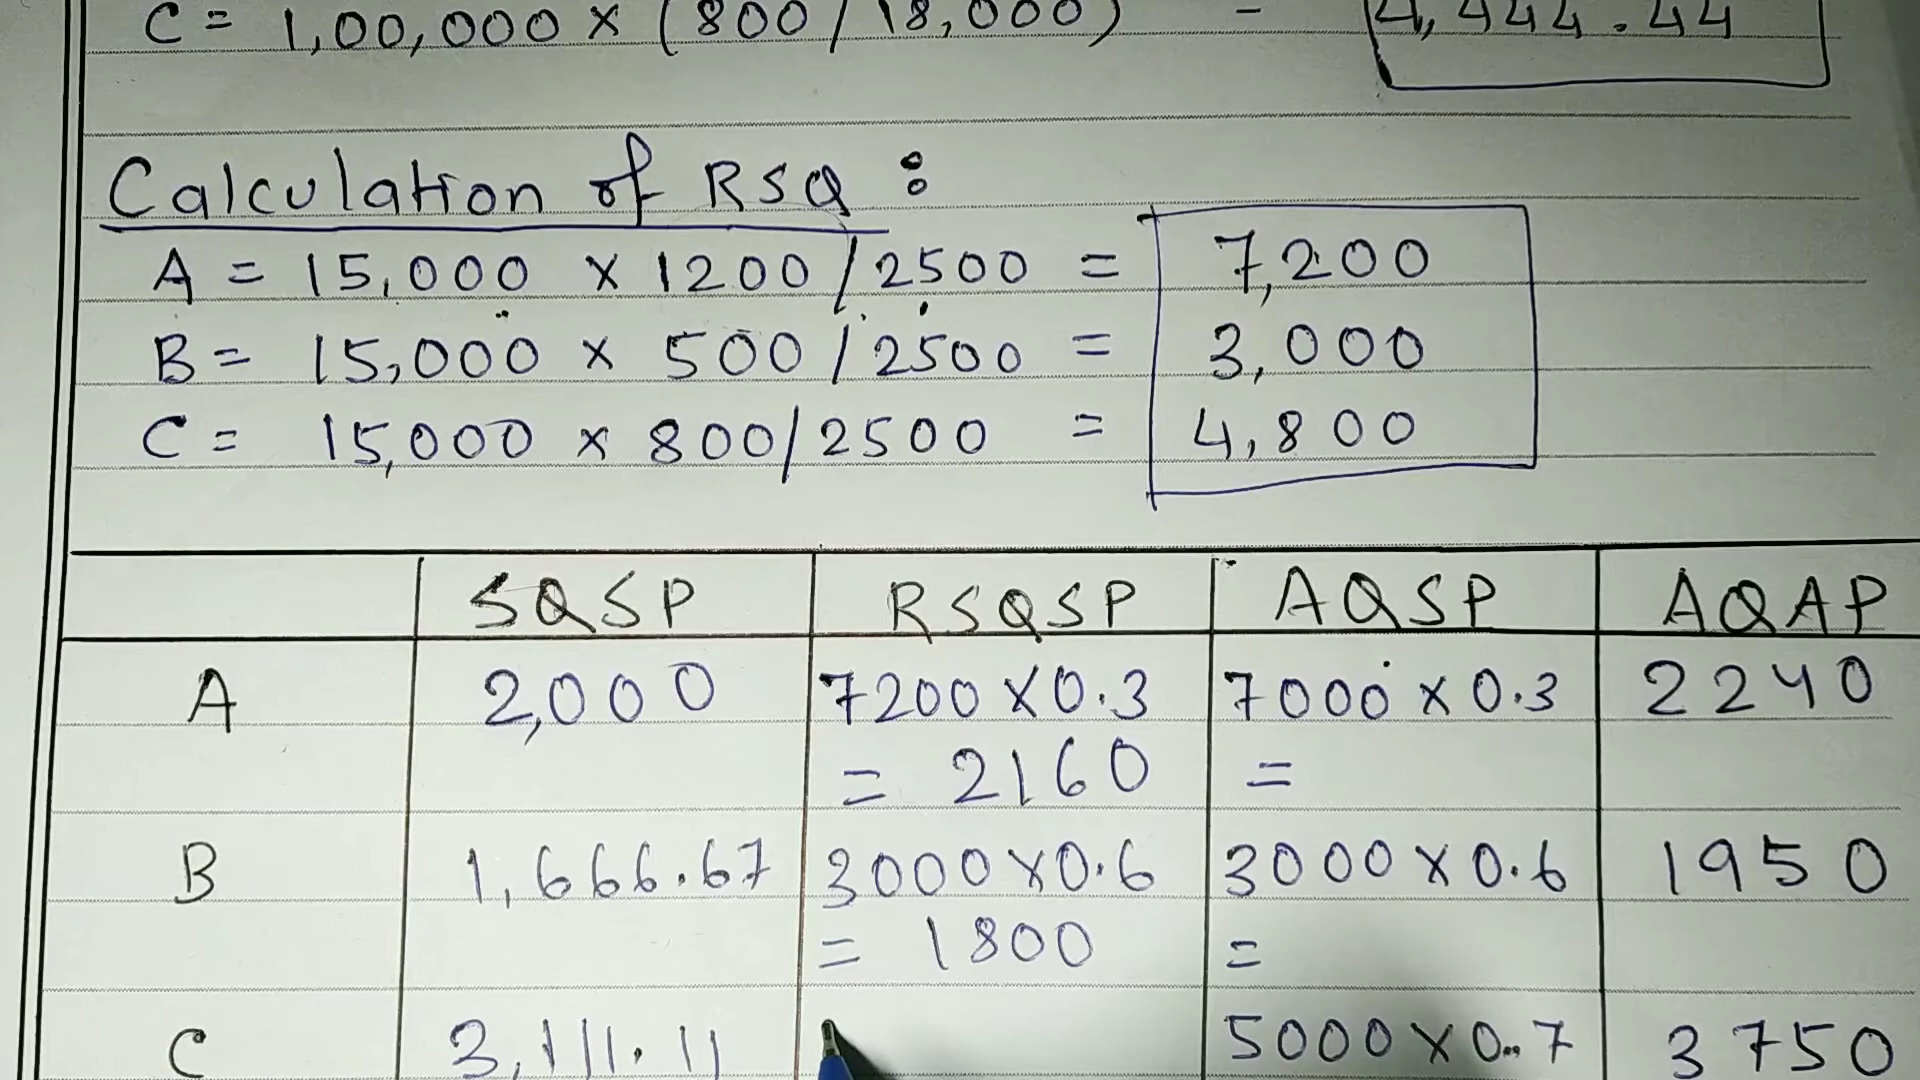 C = 1,00,000 x (800/18,000) - 4,444.44
Calculation of RSQ :
A = 15,000 x 1200/2500 = 7,200
B = 15,000 x 500/2500 = 3,000
C = 15,000 x 800/2500 = 4,800
SQSP RSQSP AQSP AQAP
A 2,000 7200 x 0.3 7000 x 0.3 2240
= 2160 =
B 1,666.67 3000 x 0.6 3000 x 0.6 1950
= 1800 =
C 3,111.11 5000 x 0.7 3750